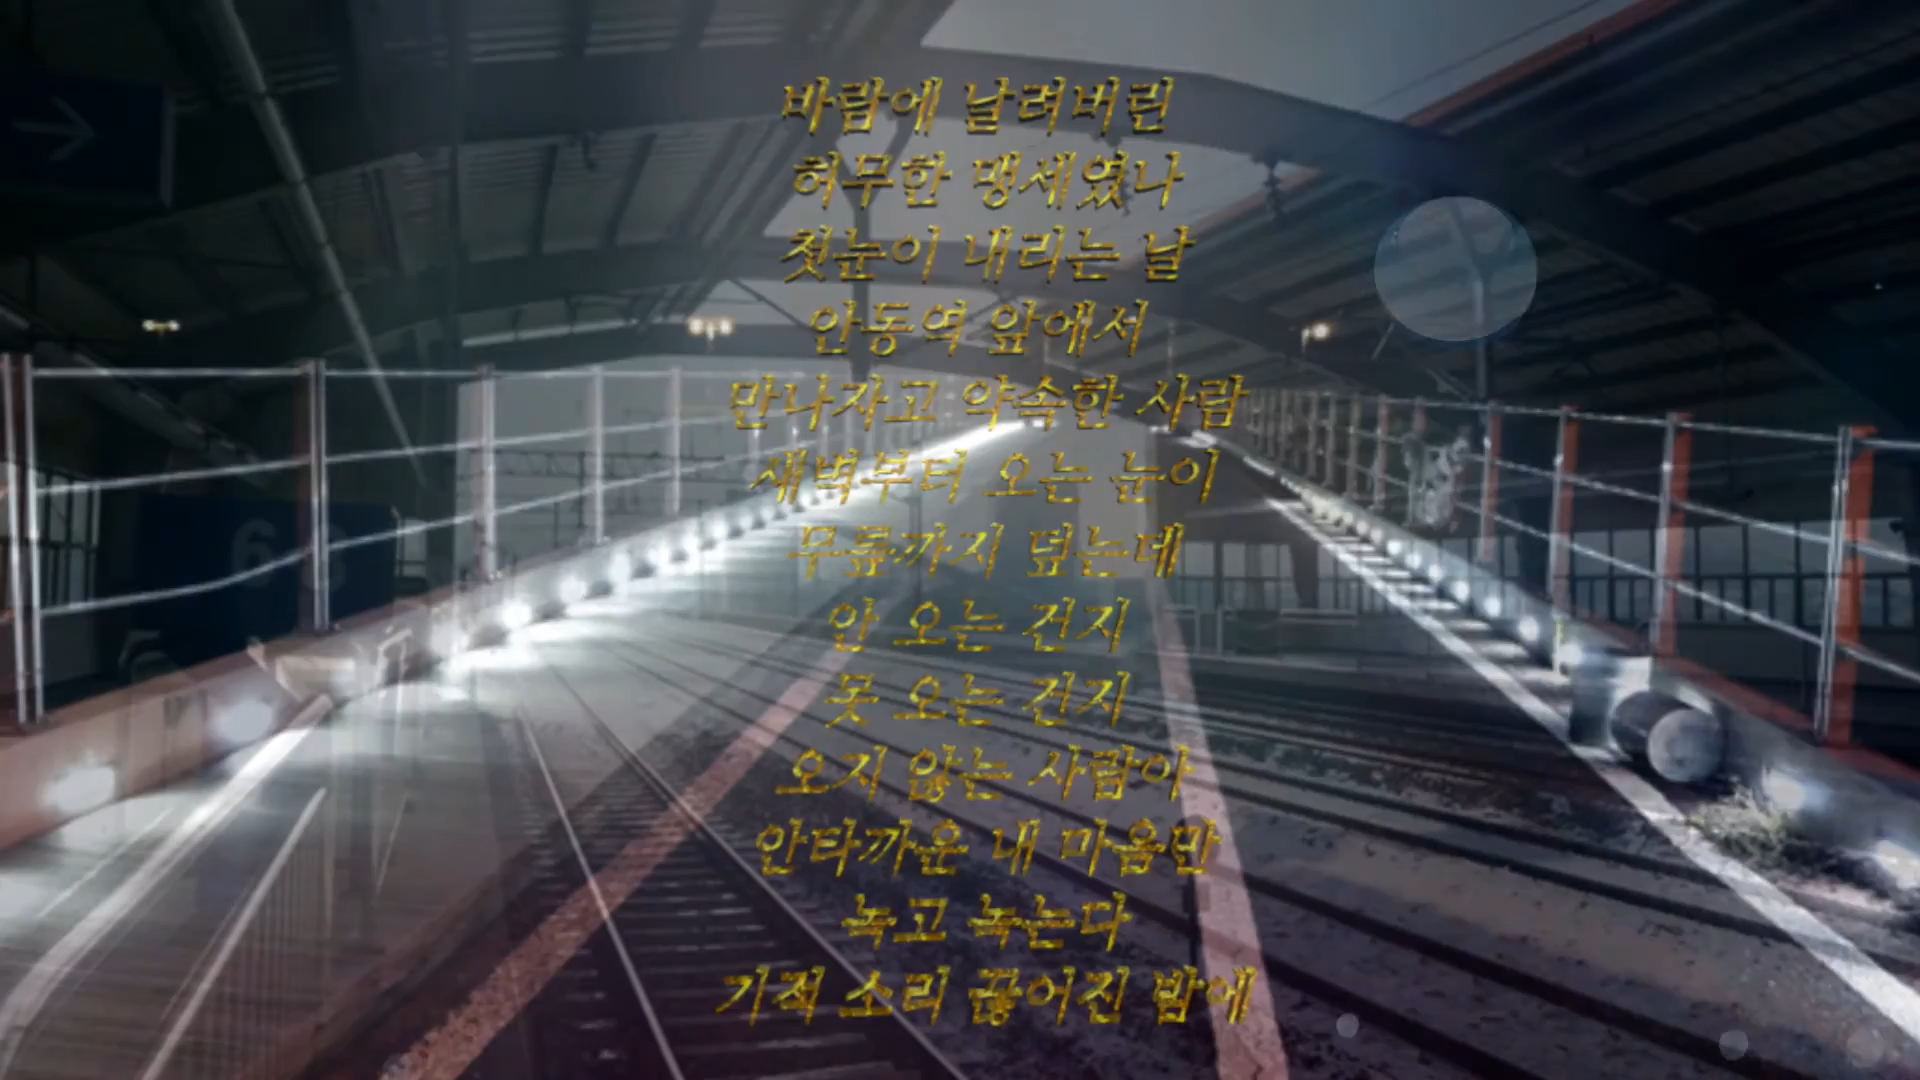 바람에 날려버린
허무한 맹세였나
첫눈이 내리는 날
안동역 앞에서
만나자고 약속한 사람
새벽부터 오는 눈이
무릎까지 덮는데
안 오는 건지
못 오는 건지
오지 않는 사람아
안타까운 내 마음만
녹고 녹는다
기적 소리 끊어진 밤에
6